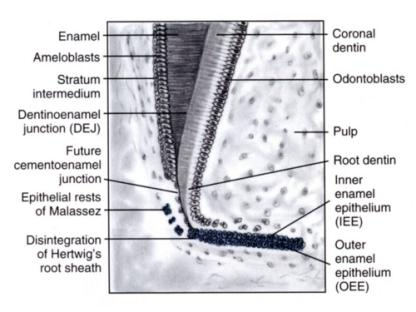 Enamel
Ameloblasts
Stratum
intermedium
Dentinoenamel
junction (DEJ)
Future
cementoenamel
junction
Epithelial rests
of Malassez
Disintegration
of Hertwig's
root sheath
Coronal
dentin
Odontoblasts
Pulp
Root dentin
Inner
enamel
epithelium
(IEE)
Outer
enamel
epithelium
(OEE)